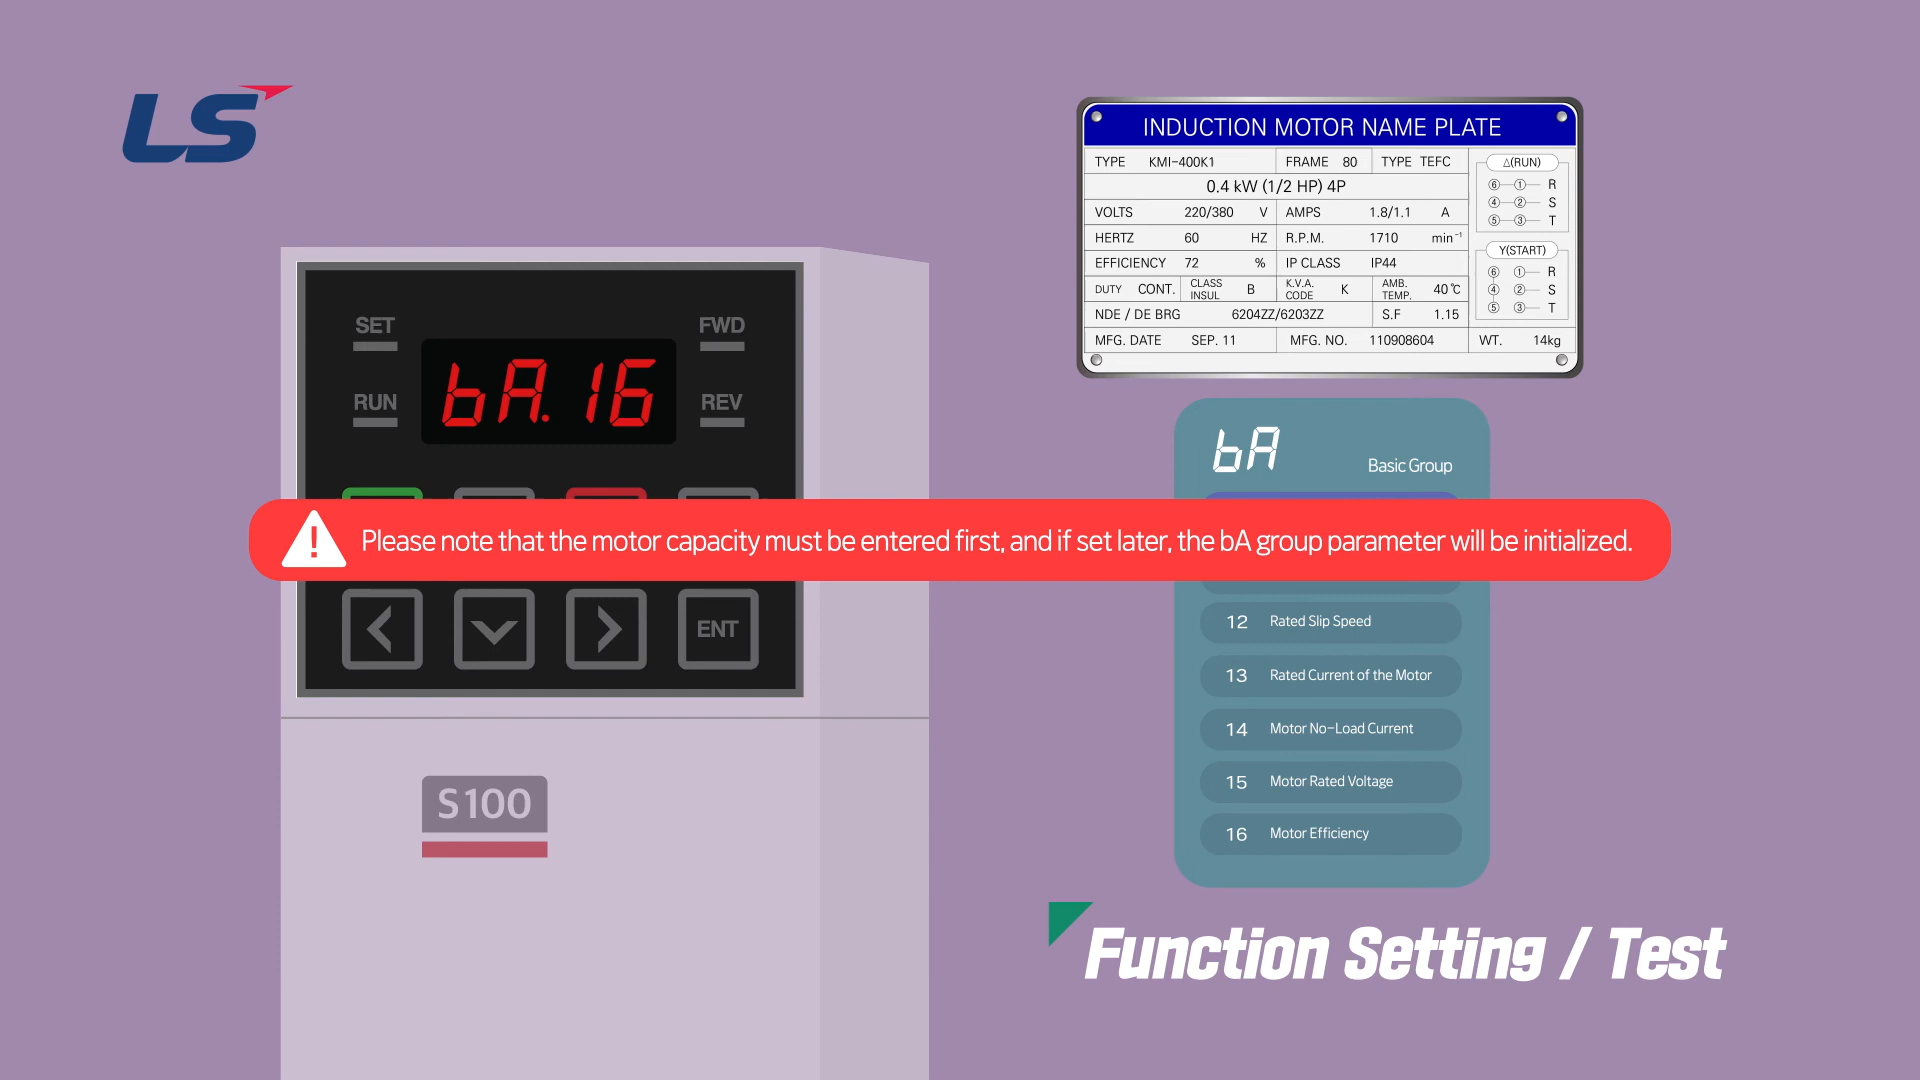 LS
INDUCTION MOTOR NAME PLATE
TYPE KMI-400K1 FRAME 80 TYPE TEFC
0.4 kW (1/2 HP) 4P
VOLTS 220/380 V AMPS 1.8/1.1 A
HERTZ 60 HZ R.P.M. 1710 min⁻¹
EFFICIENCY 72 % IP CLASS IP44
DUTY CONT. CLASS INSUL B K.V.A. CODE K AMB. TEMP. 40℃
NDE / DE BRG 6204ZZ/6203ZZ S.F 1.15
MFG. DATE SEP. 11 MFG. NO. 110908604 WT. 14kg
△(RUN)
⑥ ① R
④ ② S
⑤ ③ T
Y(START)
⑥ ① R
④ ② S
⑤ ③ T
SET FWD
bA.16
RUN REV
bA
Basic Group
Please note that the motor capacity must be entered first, and if set later, the bA group parameter will be initialized.
ENT
12 Rated Slip Speed
13 Rated Current of the Motor
14 Motor No-Load Current
15 Motor Rated Voltage
16 Motor Efficiency
S100
Function Setting / Test